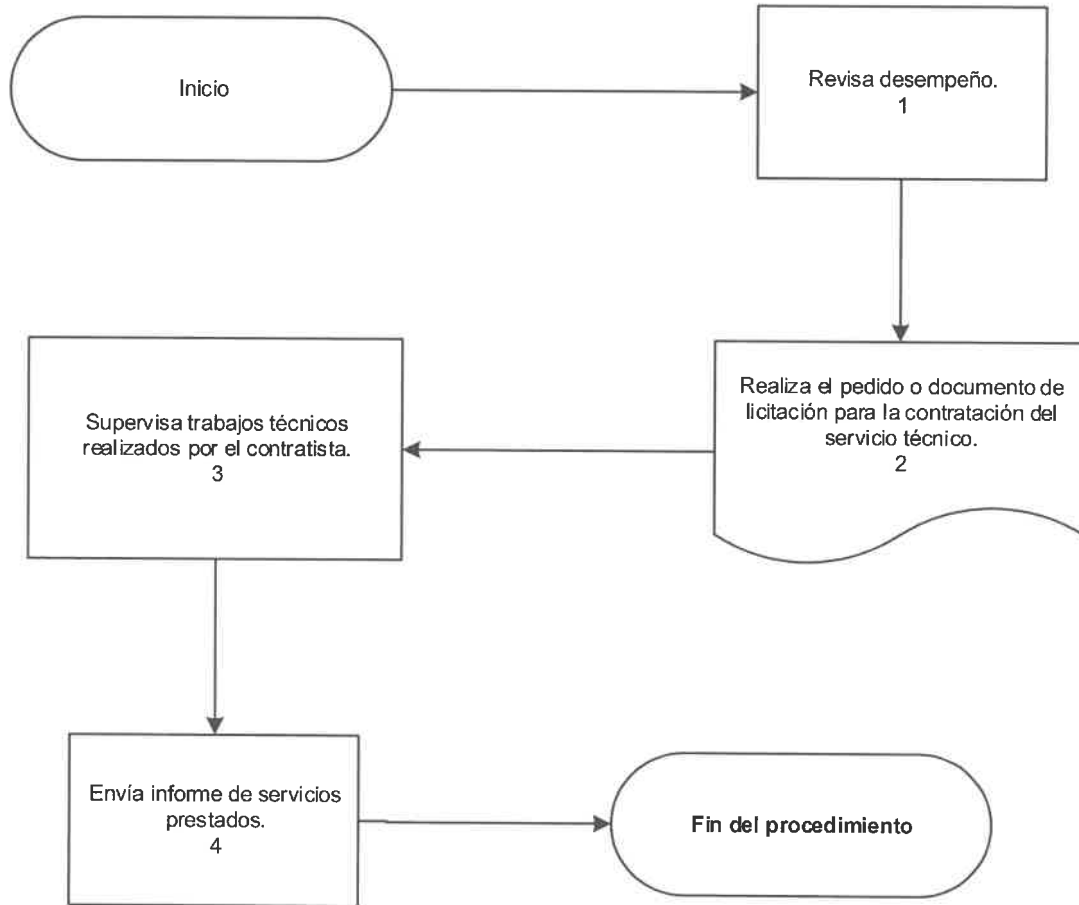 Inicio
Revisa desempeño.
1
Realiza el pedido o documento de
licitación para la contratación del
servicio técnico.
2
Supervisa trabajos técnicos
realizados por el contratista.
3
Envía informe de servicios
prestados.
4
Fin del procedimiento